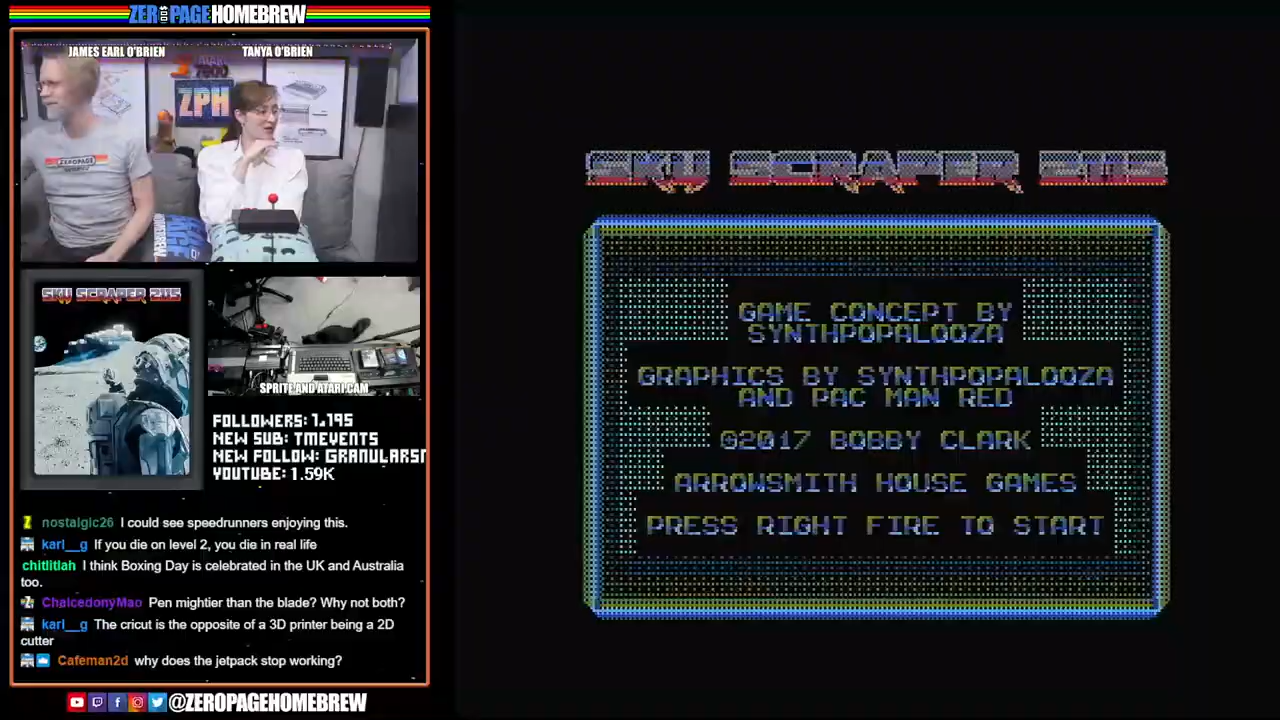 ZEROPAGE HOMEBREW
JAMES EARL O'BRIEN
TANYA O'BRIEN
ZPH
ZEROPAGE
SKY SCRAPER 2115
SPRITE AND ATARI CAM
FOLLOWERS: 1,195
NEW SUB: TMEVENTS
NEW FOLLOW: GRANULARS
YOUTUBE: 1.59K
nostalgic26 I could see speedrunners enjoying this.
karl__g If you die on level 2, you die in real life
chitlitlah I think Boxing Day is celebrated in the UK and Australia
too.
ChalcedonyMao Pen mightier than the blade? Why not both?
karl__g The cricut is the opposite of a 3D printer being a 2D
cutter
Cafeman2d why does the jetpack stop working?
@ZEROPAGEHOMEBREW
SKY SCRAPER 2115
GAME CONCEPT BY
SYNTHPOPALOOZA
GRAPHICS BY SYNTHPOPALOOZA
AND PAC MAN RED
©2017 BOBBY CLARK
ARROWSMITH HOUSE GAMES
PRESS RIGHT FIRE TO START